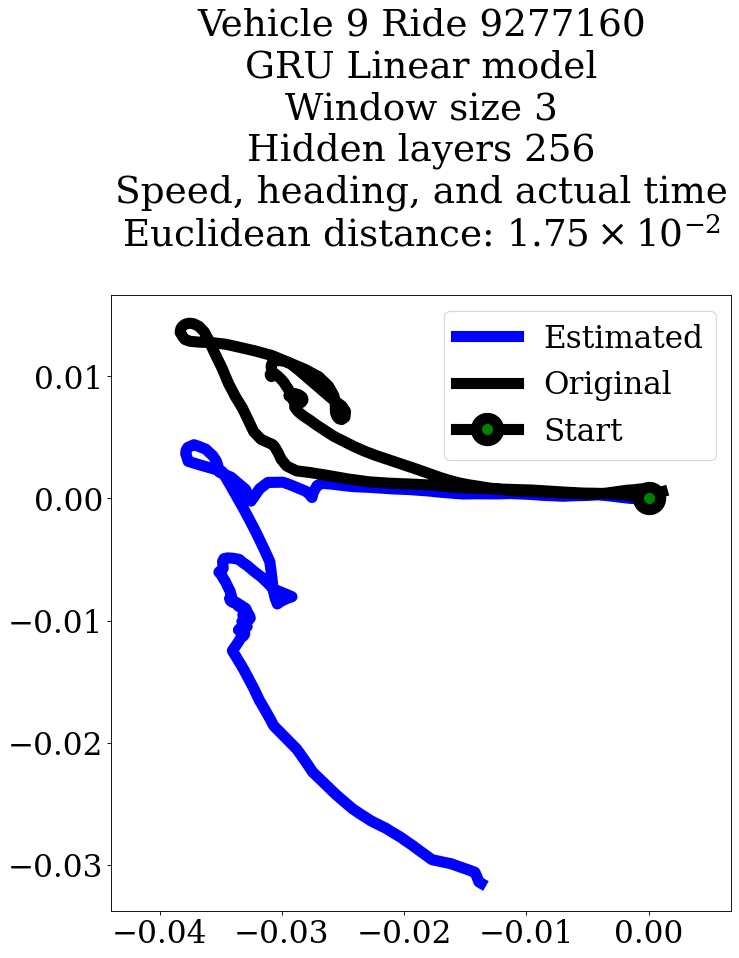 Vehicle 9 Ride 9277160
GRU Linear model
Window size 3
Hidden layers 256
Speed, heading, and actual time
Euclidean distance: 1.75 × 10⁻²
Estimated
Original
Start
0.01
0.00
−0.01
−0.02
−0.03
−0.04 −0.03 −0.02 −0.01 0.00